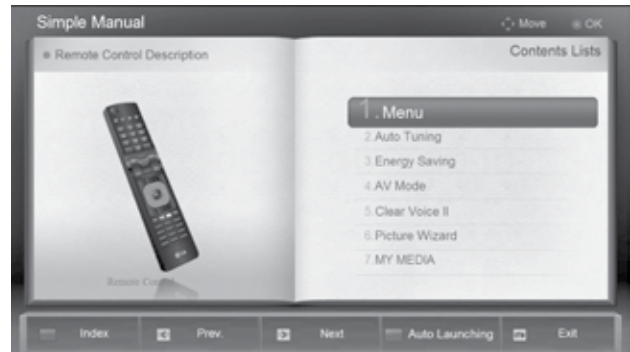 Simple Manual
Move OK
Remote Control Description
Contents Lists
1. Menu
2.Auto Tuning
3.Energy Saving
4.AV Mode
5.Clear Voice II
6.Picture Wizard
7.MY MEDIA
Remote Control
Index Prev. Next Auto Launching Exit